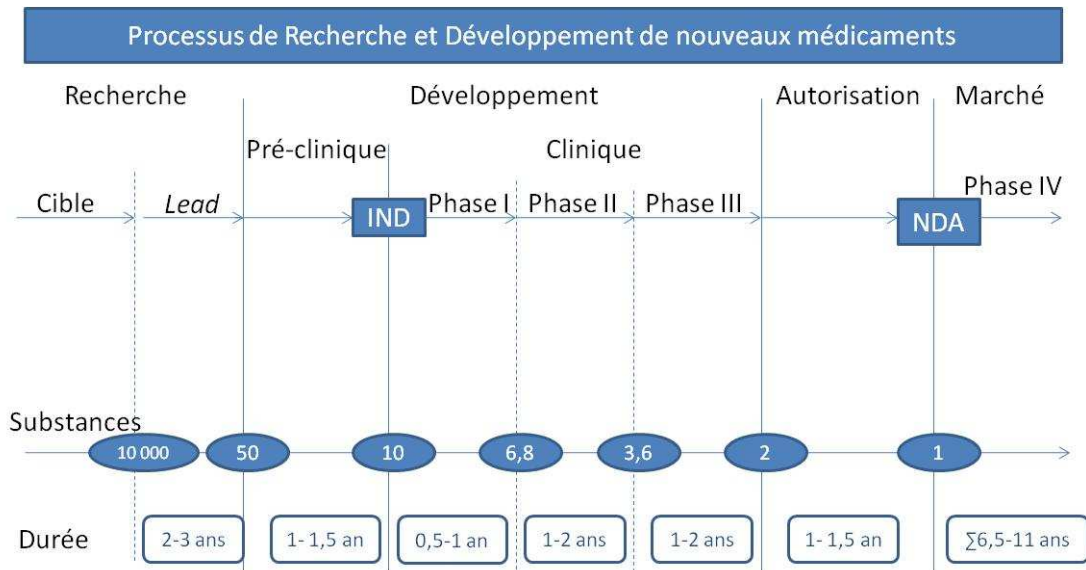 Processus de Recherche et Développement de nouveaux médicaments
Recherche Développement Autorisation Marché
Pré-clinique Clinique
Cible Lead IND Phase I Phase II Phase III NDA Phase IV
Substances
10 000 50 10 6,8 3,6 2 1
Durée 2-3 ans 1- 1,5 an 0,5-1 an 1-2 ans 1-2 ans 1- 1,5 an ∑6,5-11 ans